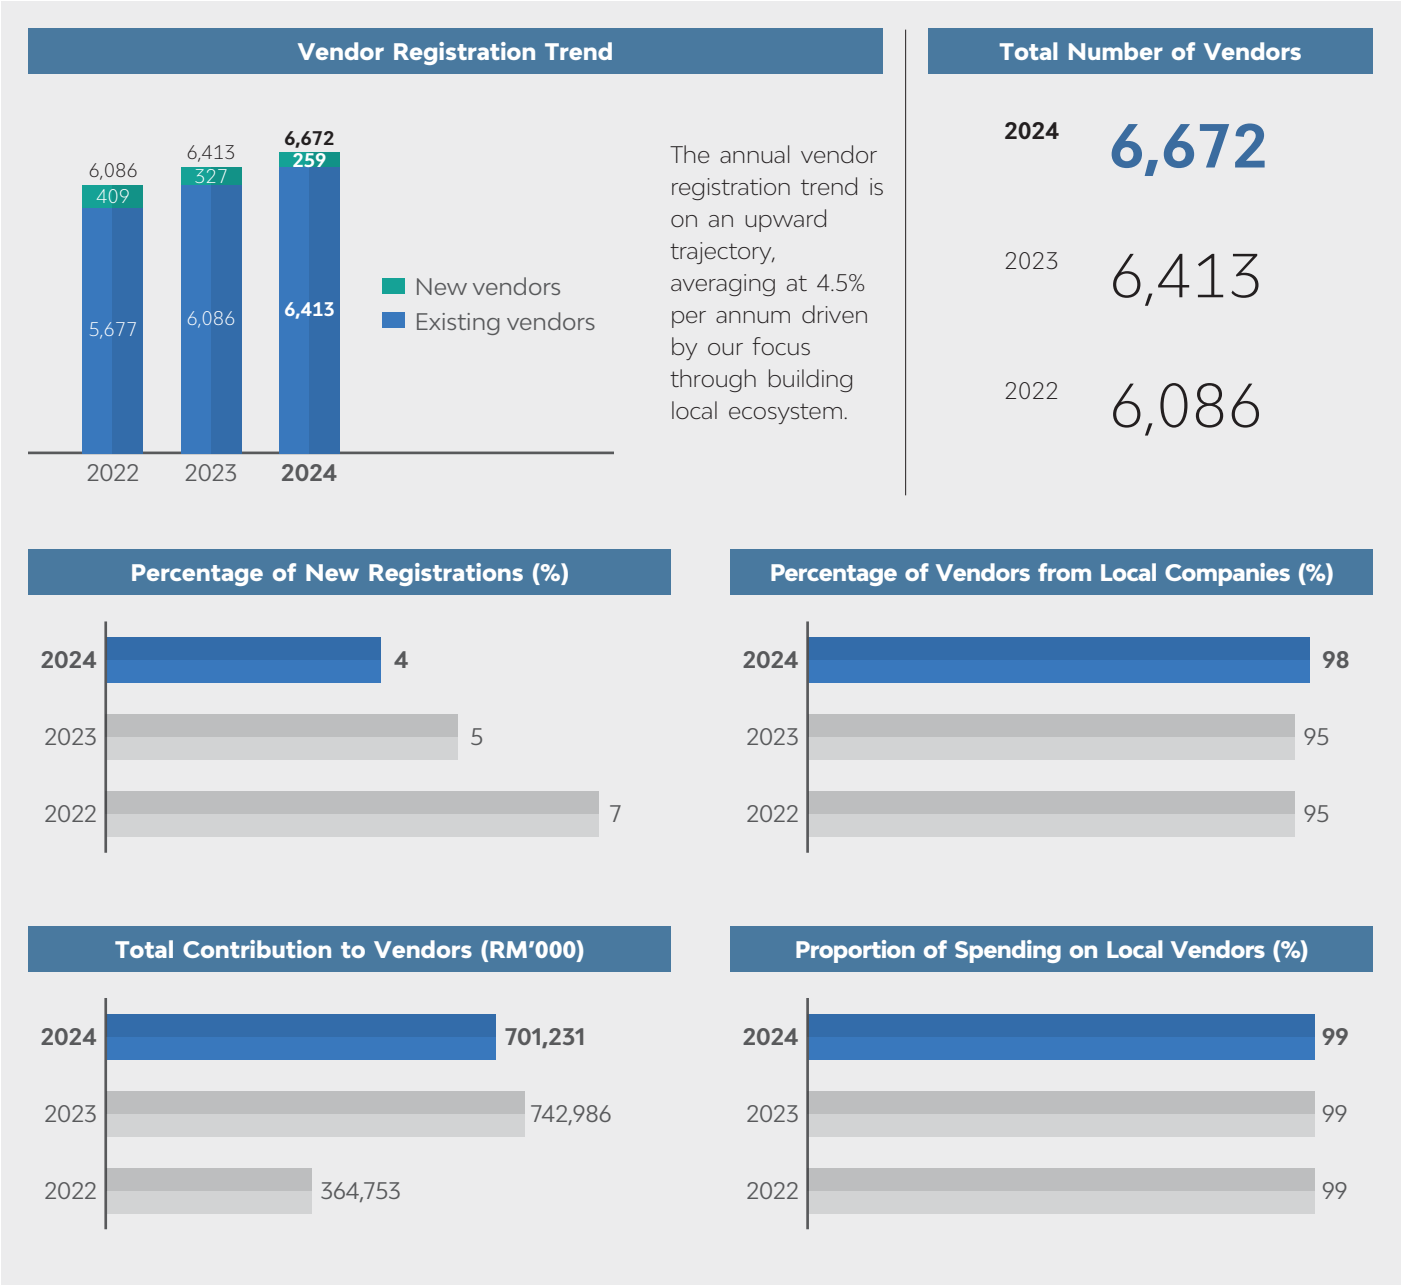 Vendor Registration Trend
6,086
409
5,677
6,413
327
6,086
6,672
259
6,413
2022
2023
2024
New vendors
Existing vendors
The annual vendor
registration trend is
on an upward
trajectory,
averaging at 4.5%
per annum driven
by our focus
through building
local ecosystem.
Total Number of Vendors
2024
6,672
2023
6,413
2022
6,086
Percentage of New Registrations (%)
2024
4
2023
5
2022
7
Percentage of Vendors from Local Companies (%)
2024
98
2023
95
2022
95
Total Contribution to Vendors (RM’000)
2024
701,231
2023
742,986
2022
364,753
Proportion of Spending on Local Vendors (%)
2024
99
2023
99
2022
99